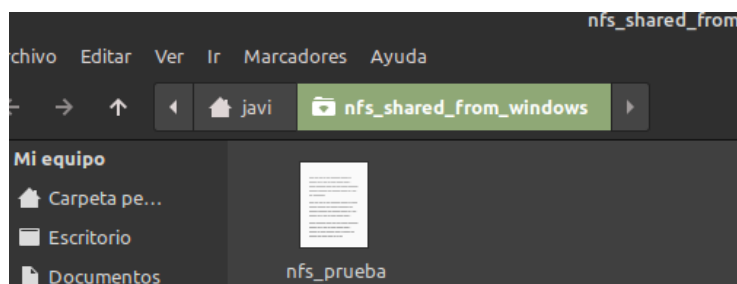 nfs_shared_from
rchivo Editar Ver Ir Marcadores Ayuda
javi nfs_shared_from_windows
Mi equipo
Carpeta pe...
Escritorio
Documentos
nfs_prueba